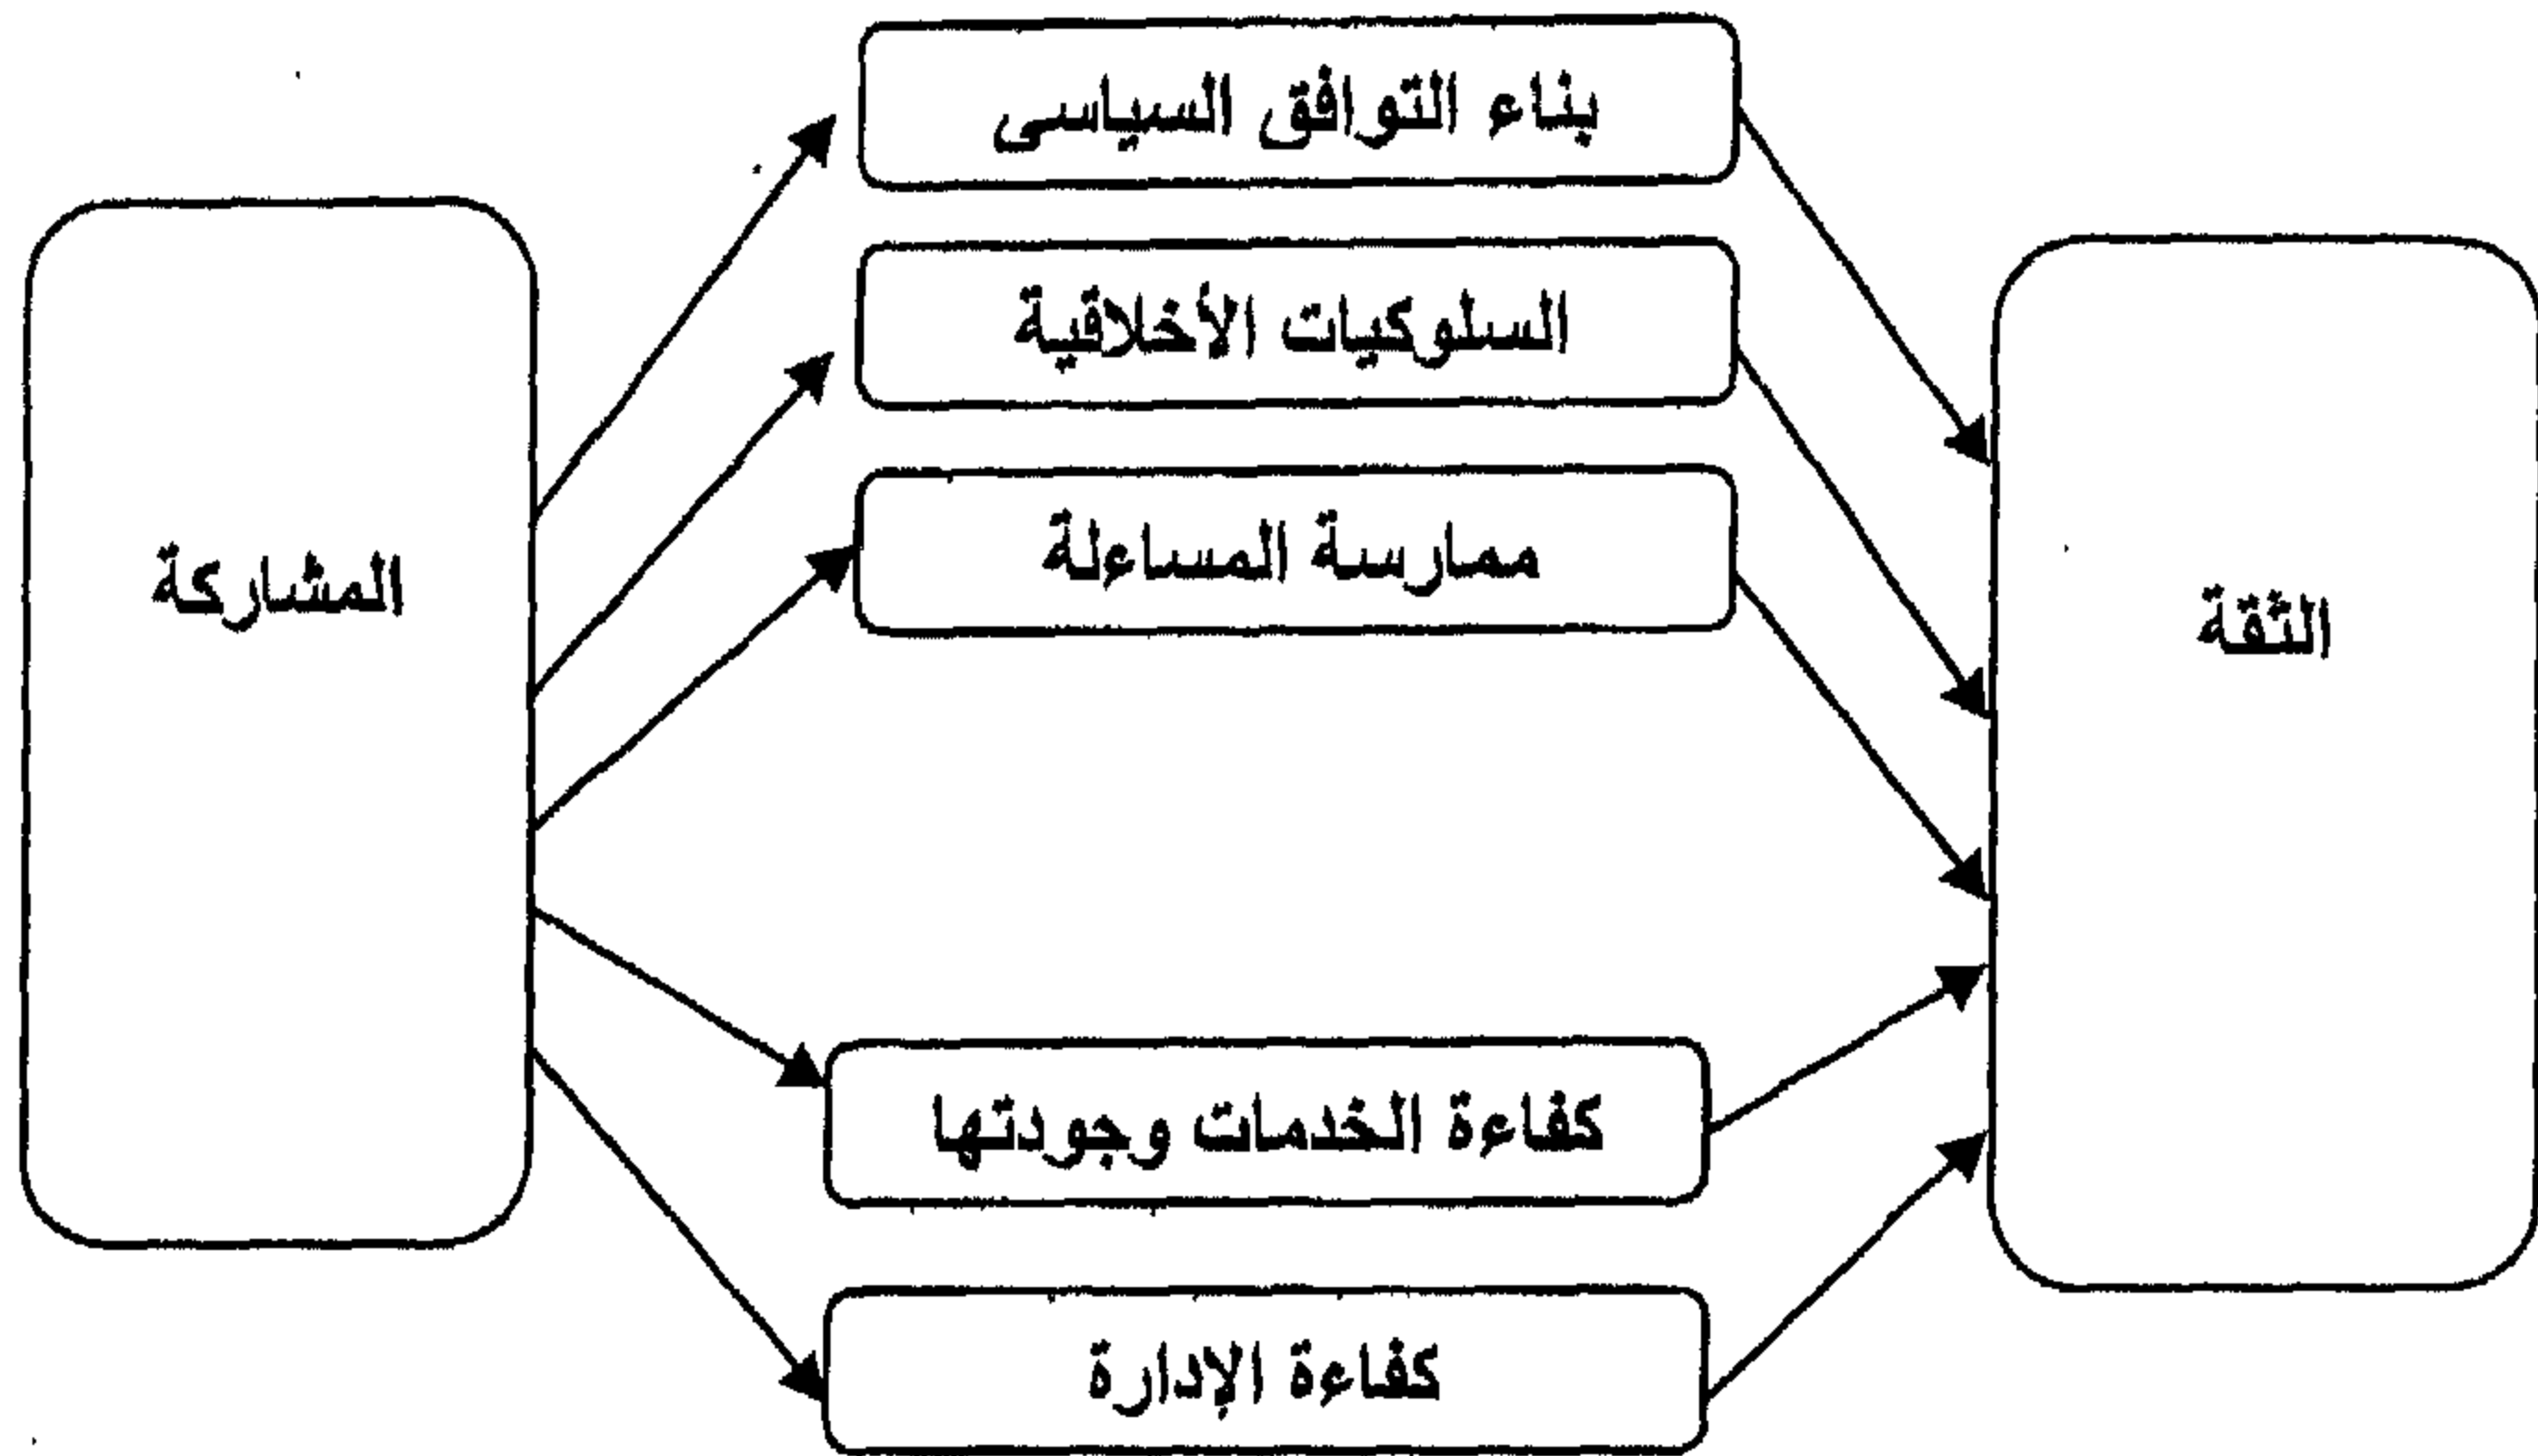 بناء التوافق السياسى
السلوكيات الأخلاقية
ممارسة المساءلة
المشاركة
الثقة
كفاءة الخدمات وجودتها
كفاءة الإدارة